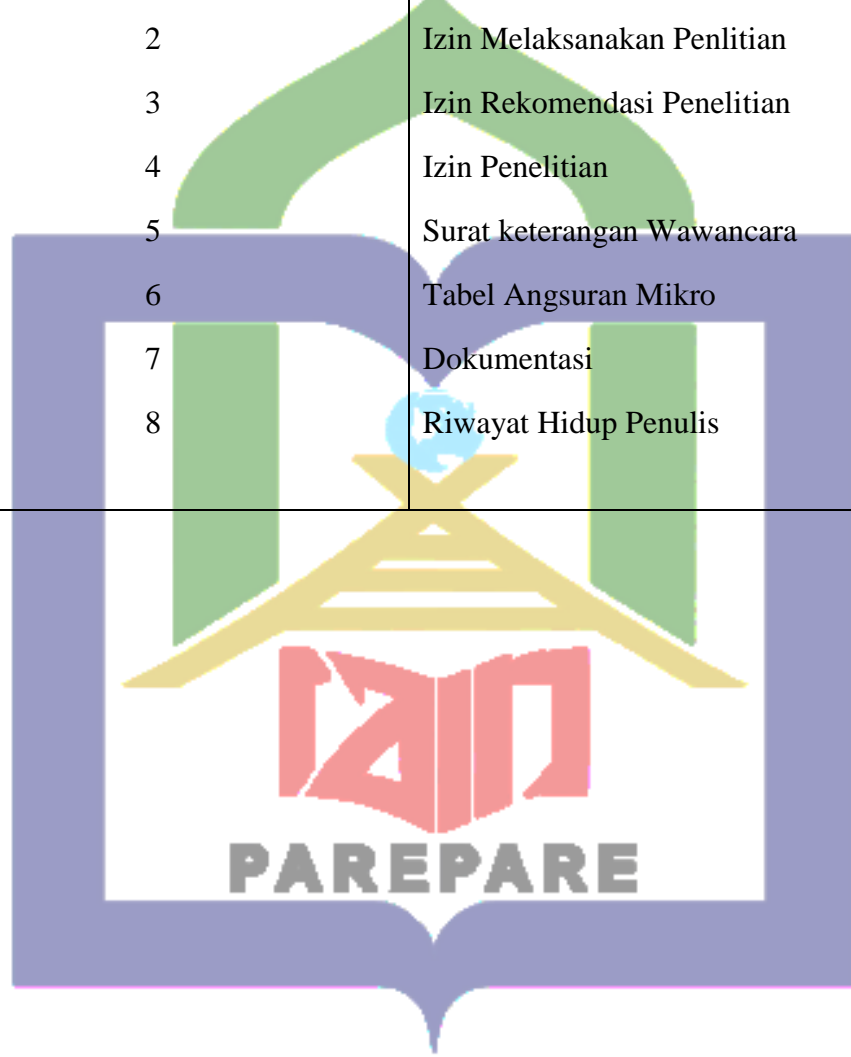 2 Izin Melaksanakan Penlitian
3 Izin Rekomendasi Penelitian
4 Izin Penelitian
5 Surat keterangan Wawancara
6 Tabel Angsuran Mikro
7 Dokumentasi
8 Riwayat Hidup Penulis
iain
PAREPARE